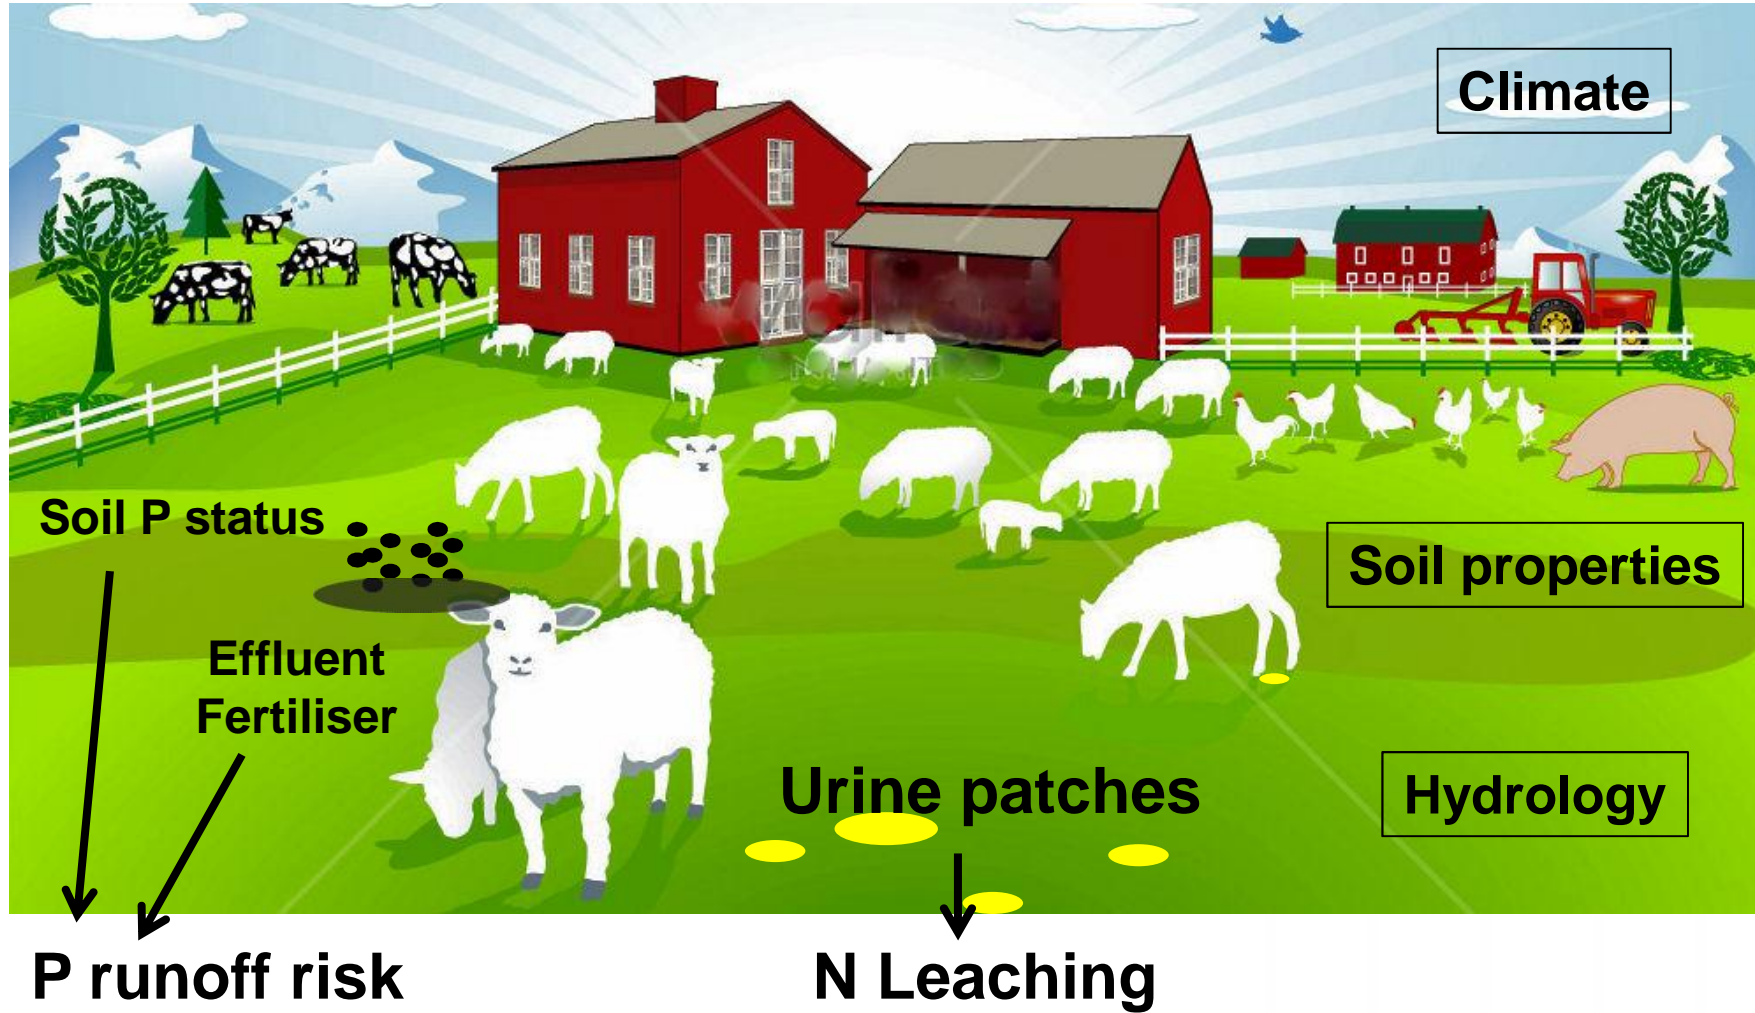 Climate
Soil P status
Soil properties
Effluent
Fertiliser
Urine patches
Hydrology
P runoff risk
N Leaching